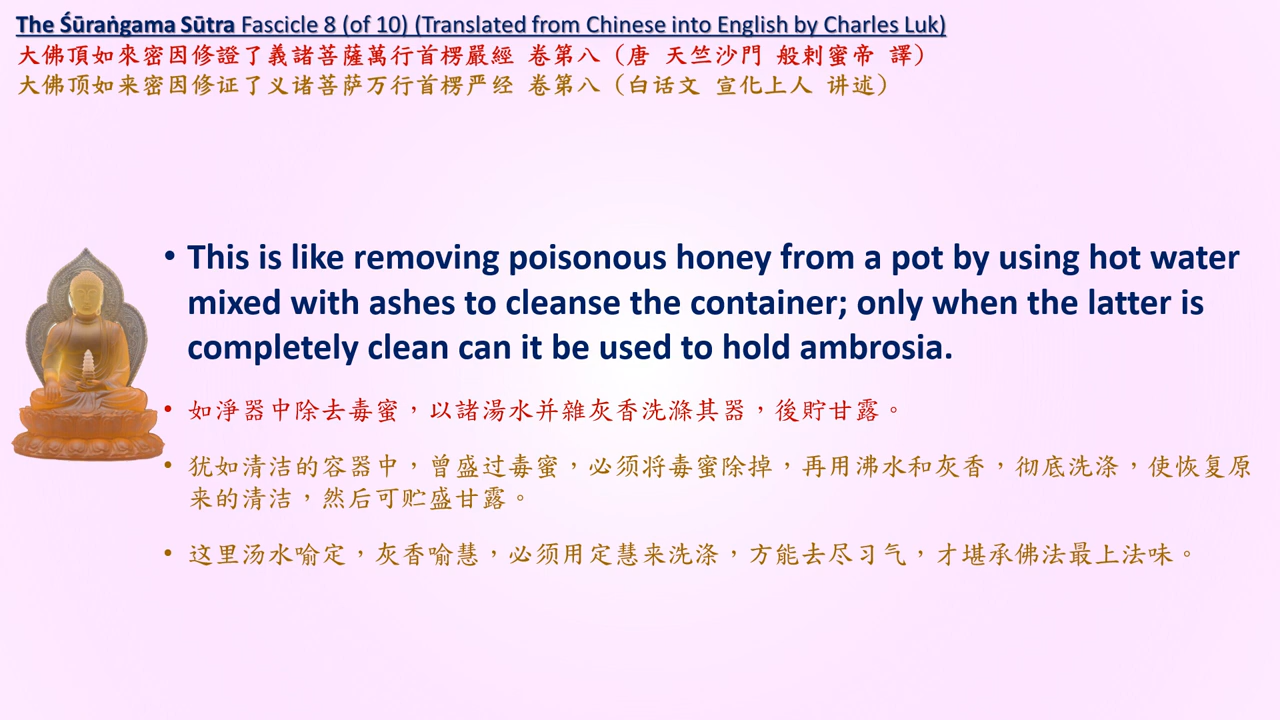 The Śūraṅgama Sūtra Fascicle 8 (of 10) (Translated from Chinese into English by Charles Luk)
大佛頂如來密因修證了義諸菩薩萬行首楞嚴經 卷第八（唐 天竺沙門 般剌蜜帝 譯）
大佛顶如来密因修证了义诸菩萨万行首楞严经 卷第八（白话文 宣化上人 讲述）
• This is like removing poisonous honey from a pot by using hot water
mixed with ashes to cleanse the container; only when the latter is
completely clean can it be used to hold ambrosia.
• 如淨器中除去毒蜜，以諸湯水并雜灰香洗滌其器，後貯甘露。
• 犹如清洁的容器中，曾盛过毒蜜，必须将毒蜜除掉，再用沸水和灰香，彻底洗涤，使恢复原
来的清洁，然后可贮盛甘露。
• 这里汤水喻定，灰香喻慧，必须用定慧来洗涤，方能去尽习气，才堪承佛法最上法味。